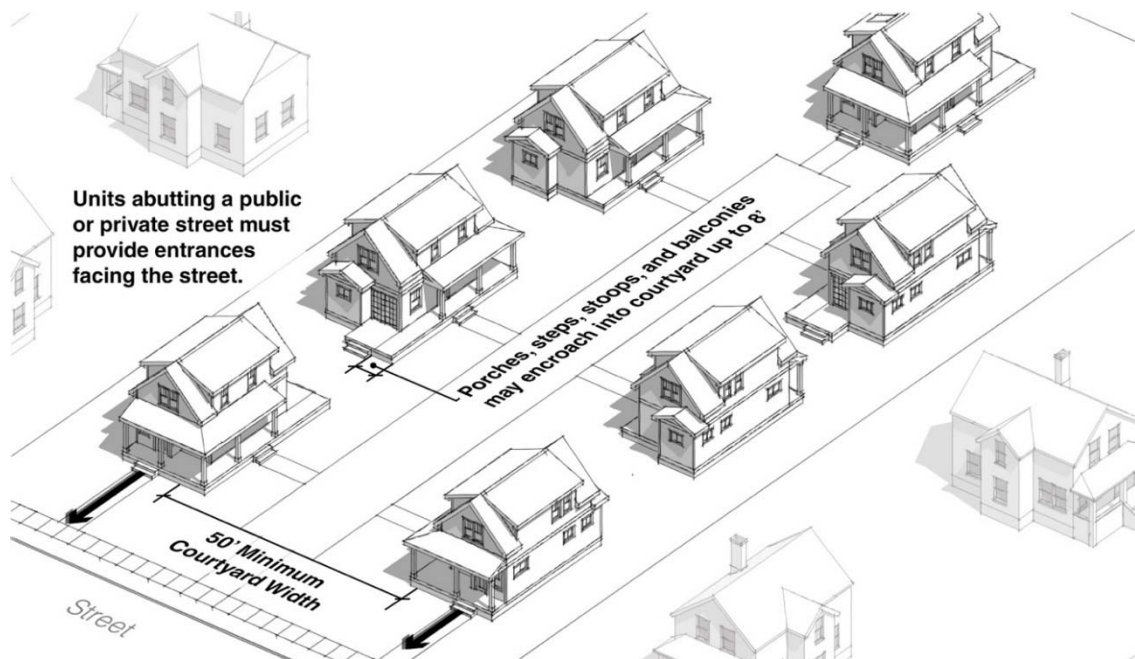 Units abutting a public
or private street must
provide entrances
facing the street.
Porches, steps, stoops, and balconies
may encroach into courtyard up to 8'
50' Minimum
Courtyard Width
Street